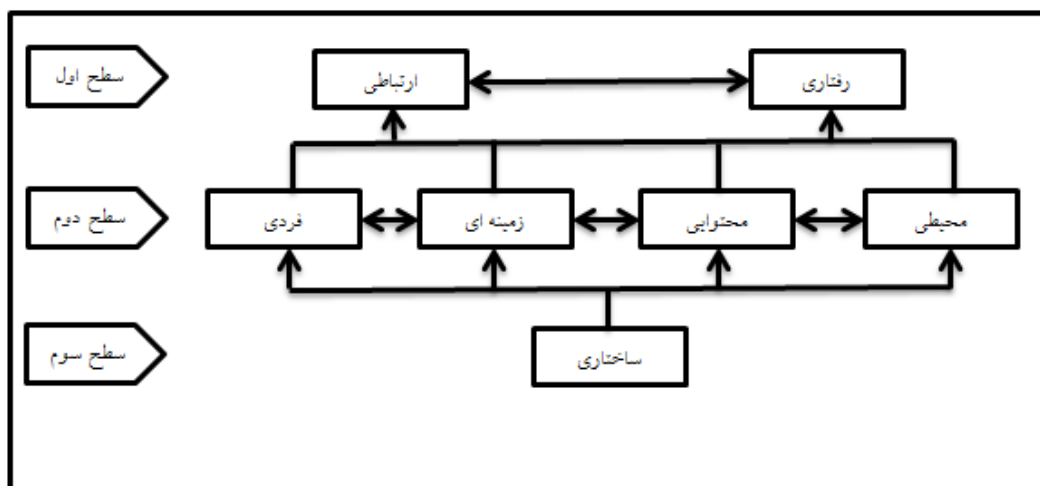 سطح اول
رفتاری
ارتباطی
سطح دوم
محیطی
محتوایی
زمینه ای
فردی
سطح سوم
ساختاری